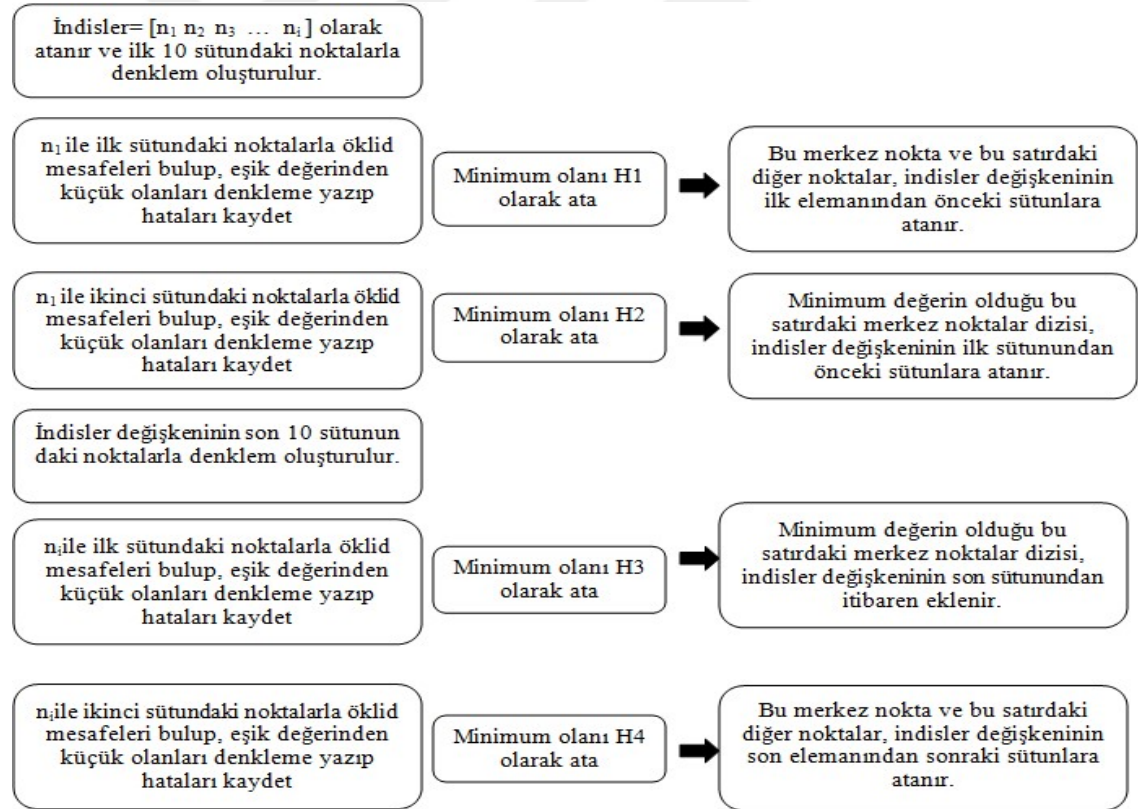 İndisler= [n₁ n₂ n₃ … nᵢ] olarak
atanır ve ilk 10 sütundaki noktalarla
denklem oluşturulur.
n₁ ile ilk sütundaki noktalarla öklid
mesafeleri bulup, eşik değerinden
küçük olanları denkleme yazıp
hataları kaydet
Minimum olanı H1
olarak ata
Bu merkez nokta ve bu satırdaki
diğer noktalar, indisler değişkeninin
ilk elemanından önceki sütunlara
atanır.
n₁ ile ikinci sütundaki noktalarla öklid
mesafeleri bulup, eşik değerinden
küçük olanları denkleme yazıp
hataları kaydet
Minimum olanı H2
olarak ata
Minimum değerin olduğu bu
satırdaki merkez noktalar dizisi,
indisler değişkeninin ilk sütunundan
önceki sütunlara atanır.
İndisler değişkeninin son 10 sütunun
daki noktalarla denklem oluşturulur.
nᵢile ilk sütundaki noktalarla öklid
mesafeleri bulup, eşik değerinden
küçük olanları denkleme yazıp
hataları kaydet
Minimum olanı H3
olarak ata
Minimum değerin olduğu bu
satırdaki merkez noktalar dizisi,
indisler değişkeninin son sütunundan
itibaren eklenir.
nᵢile ikinci sütundaki noktalarla öklid
mesafeleri bulup, eşik değerinden
küçük olanları denkleme yazıp
hataları kaydet
Minimum olanı H4
olarak ata
Bu merkez nokta ve bu satırdaki
diğer noktalar, indisler değişkeninin
son elemanından sonraki sütunlara
atanır.